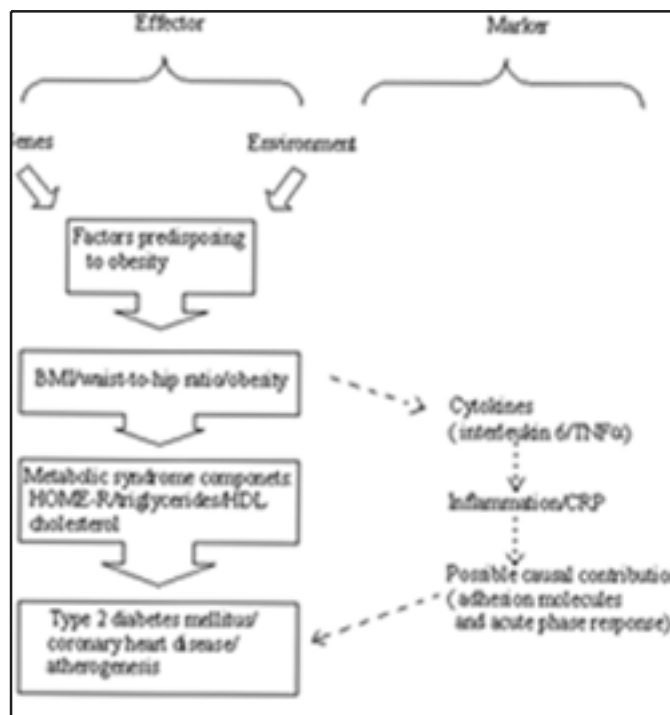 Effector
Marker
enes
Environment
Factors predisposing
to obesity
BMI/waist-to-hip ratio/obesity
Cytokines
(interleukin 6/TNFα)
Metabolic syndrome componets:
HOME-R/triglycerides/HDL
cholesterol
Inflammation/CRP
Possible causal contribution
(adhesion molecules
and acute phase response)
Type 2 diabetes mellitus/
coronary heart disease/
atherogenesis